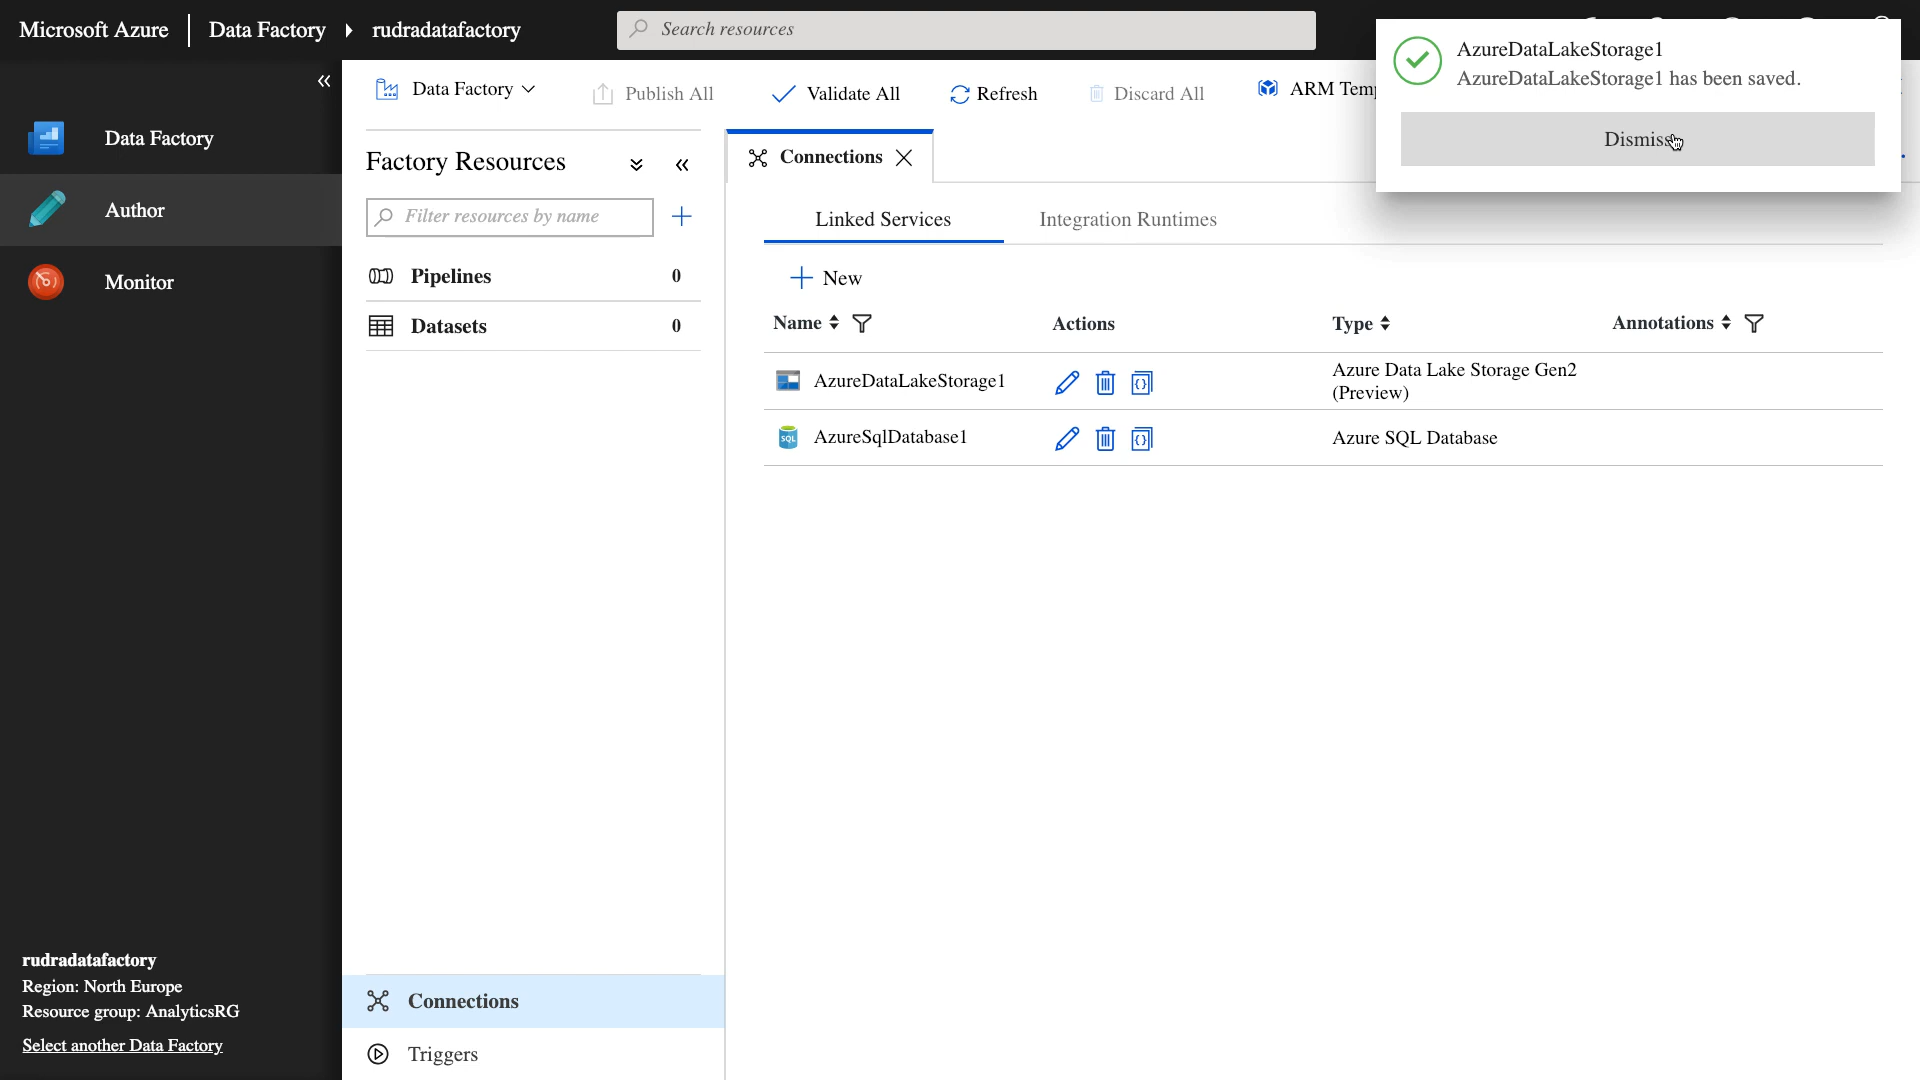 Microsoft Azure
Data Factory
rudradatafactory
Search resources
AzureDataLakeStorage1
AzureDataLakeStorage1 has been saved.
Dismiss
Data Factory
Author
Monitor
Data Factory
Publish All
Validate All
Refresh
Discard All
ARM Temp
Factory Resources
Filter resources by name
Pipelines 0
Datasets 0
Connections
Linked Services
Integration Runtimes
New
Name
Actions
Type
Annotations
AzureDataLakeStorage1
Azure Data Lake Storage Gen2
(Preview)
SQL
AzureSqlDatabase1
Azure SQL Database
rudradatafactory
Region: North Europe
Resource group: AnalyticsRG
Select another Data Factory
Connections
Triggers